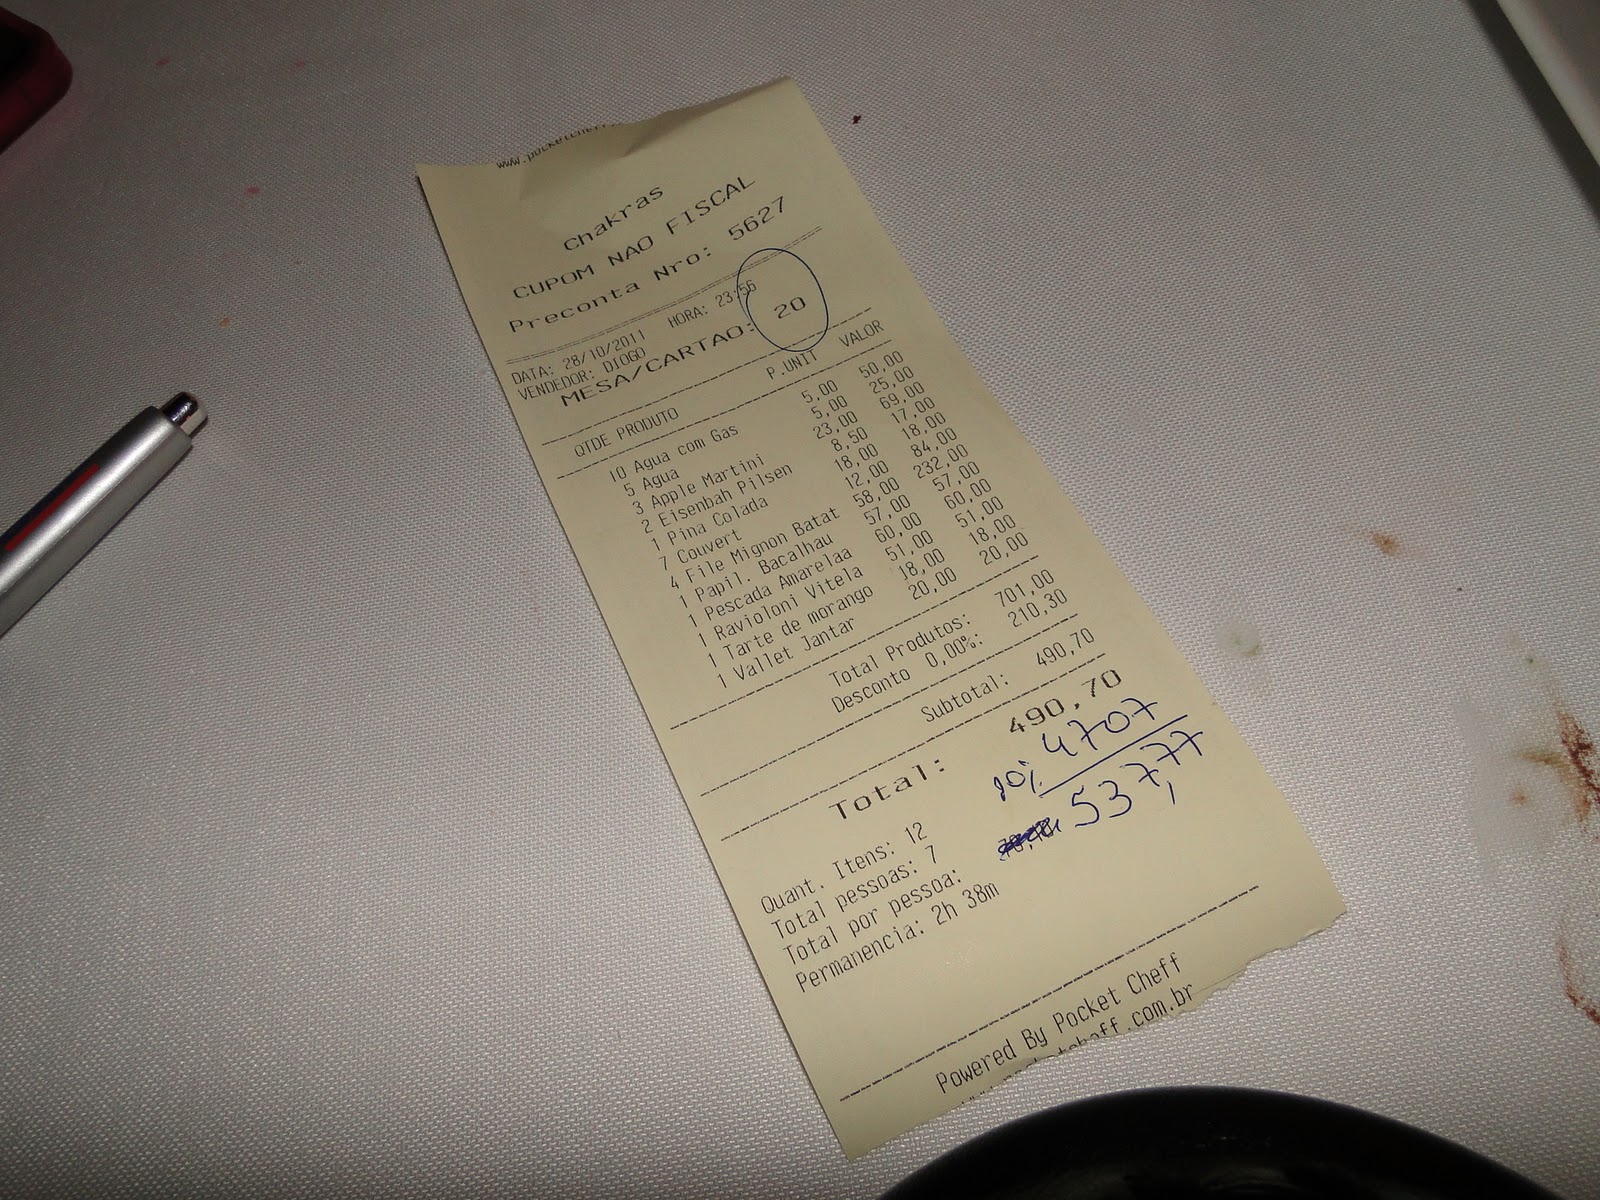 www.pocketcheff
Chakras
CUPOM NAO FISCAL
Preconta Nro: 5627
DATA: 28/10/2011 HORA: 23:56
VENDEDOR: DIOGO
MESA/CARTAO: 20
QTDE PRODUTO P.UNIT VALOR
10 Agua com Gas 5,00 50,00
5 Agua 5,00 25,00
3 Apple Martini 23,00 69,00
2 Eisenbah Pilsen 8,50 17,00
1 Pina Colada 18,00 18,00
7 Couvert 12,00 84,00
4 File Mignon Batat 58,00 232,00
1 Papil. Bacalhau 57,00 57,00
1 Pescada Amarelaa 60,00 60,00
1 Ravioloni Vitela 51,00 51,00
1 Tarte de morango 18,00 18,00
1 Vallet Jantar 20,00 20,00
Total Produtos: 701,00
Desconto 0,00%: 210,30
Subtotal: 490,70
Total: 490,70
10% 4707
537,77
Quant. Itens: 12
Total pessoas: 7
Total por pessoa:
Permanencia: 2h 38m
Powered By Pocket Cheff